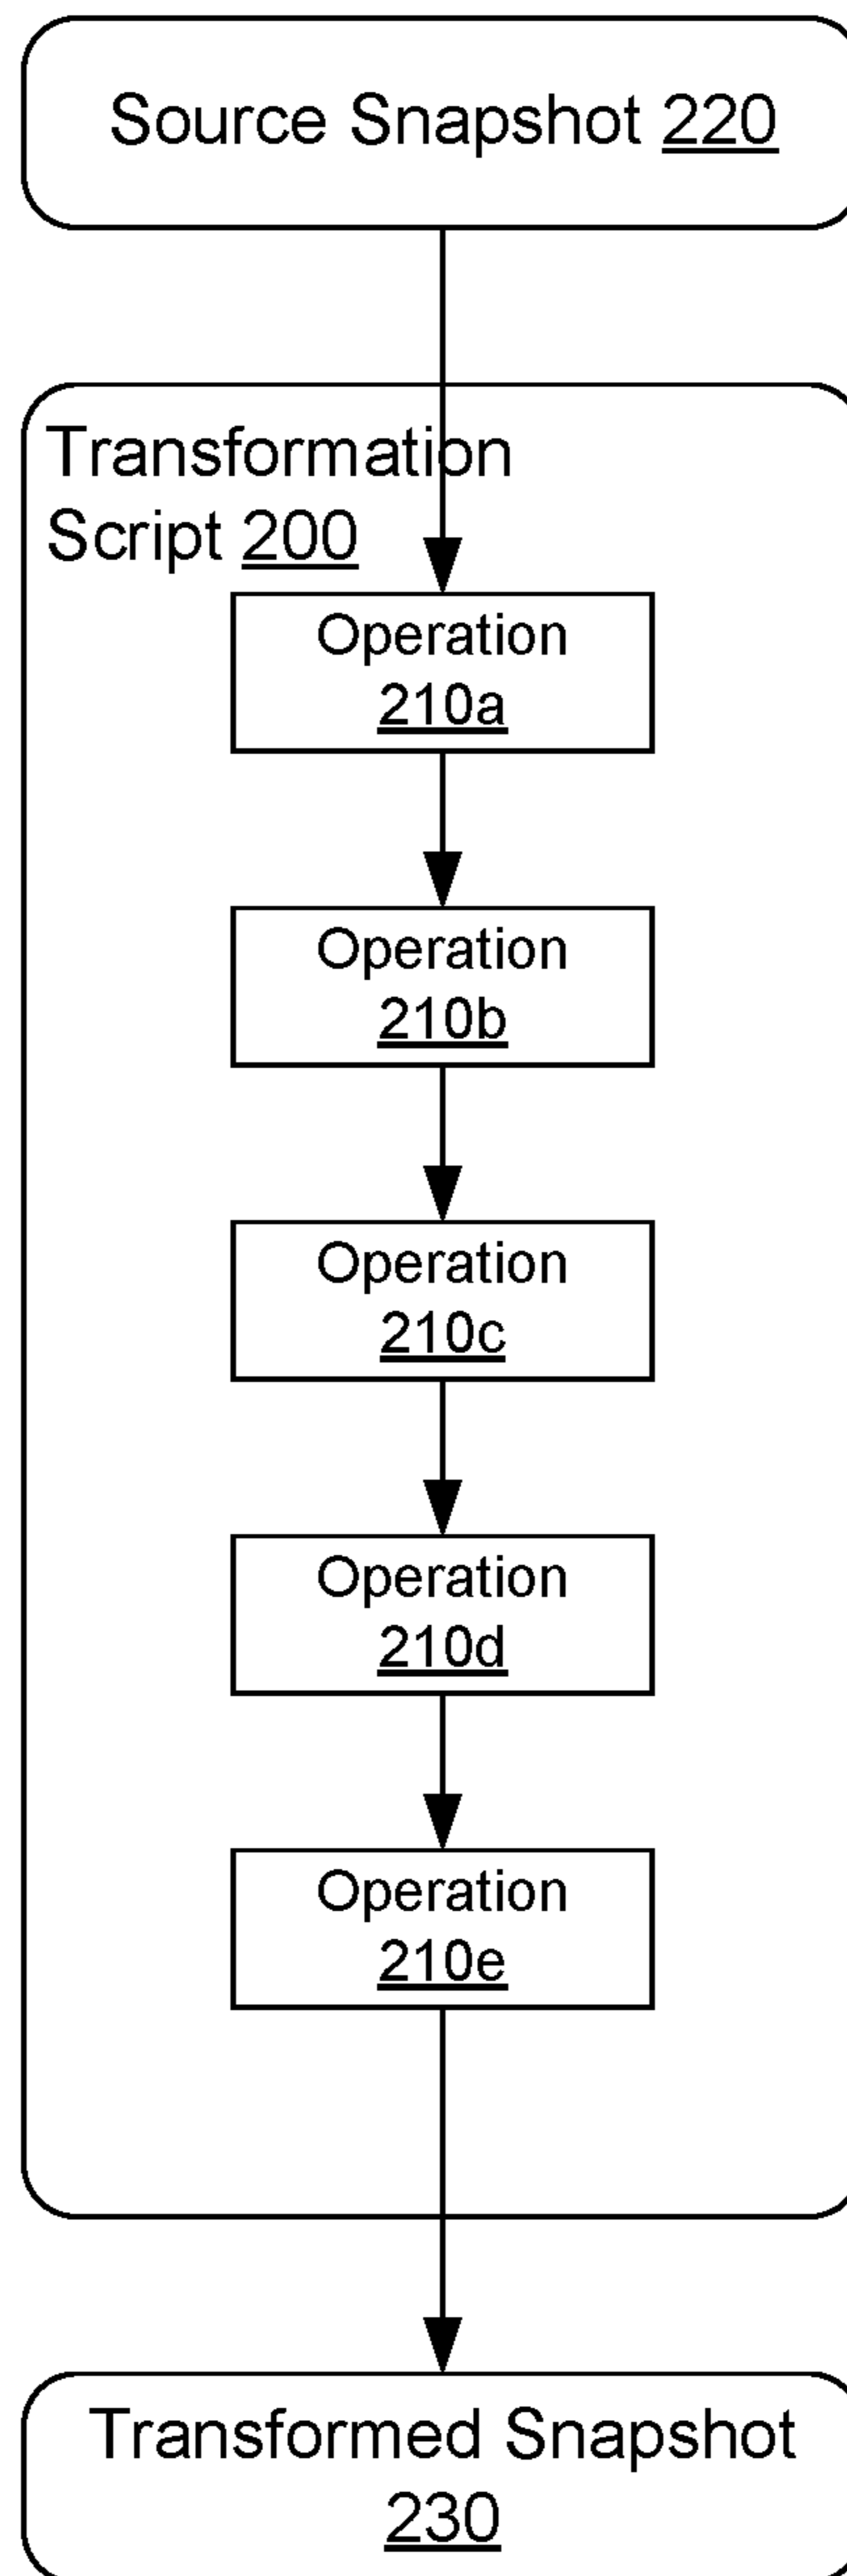 Source Snapshot 220
Transformation
Script 200
Operation
210a
Operation
210b
Operation
210c
Operation
210d
Operation
210e
Transformed Snapshot
230